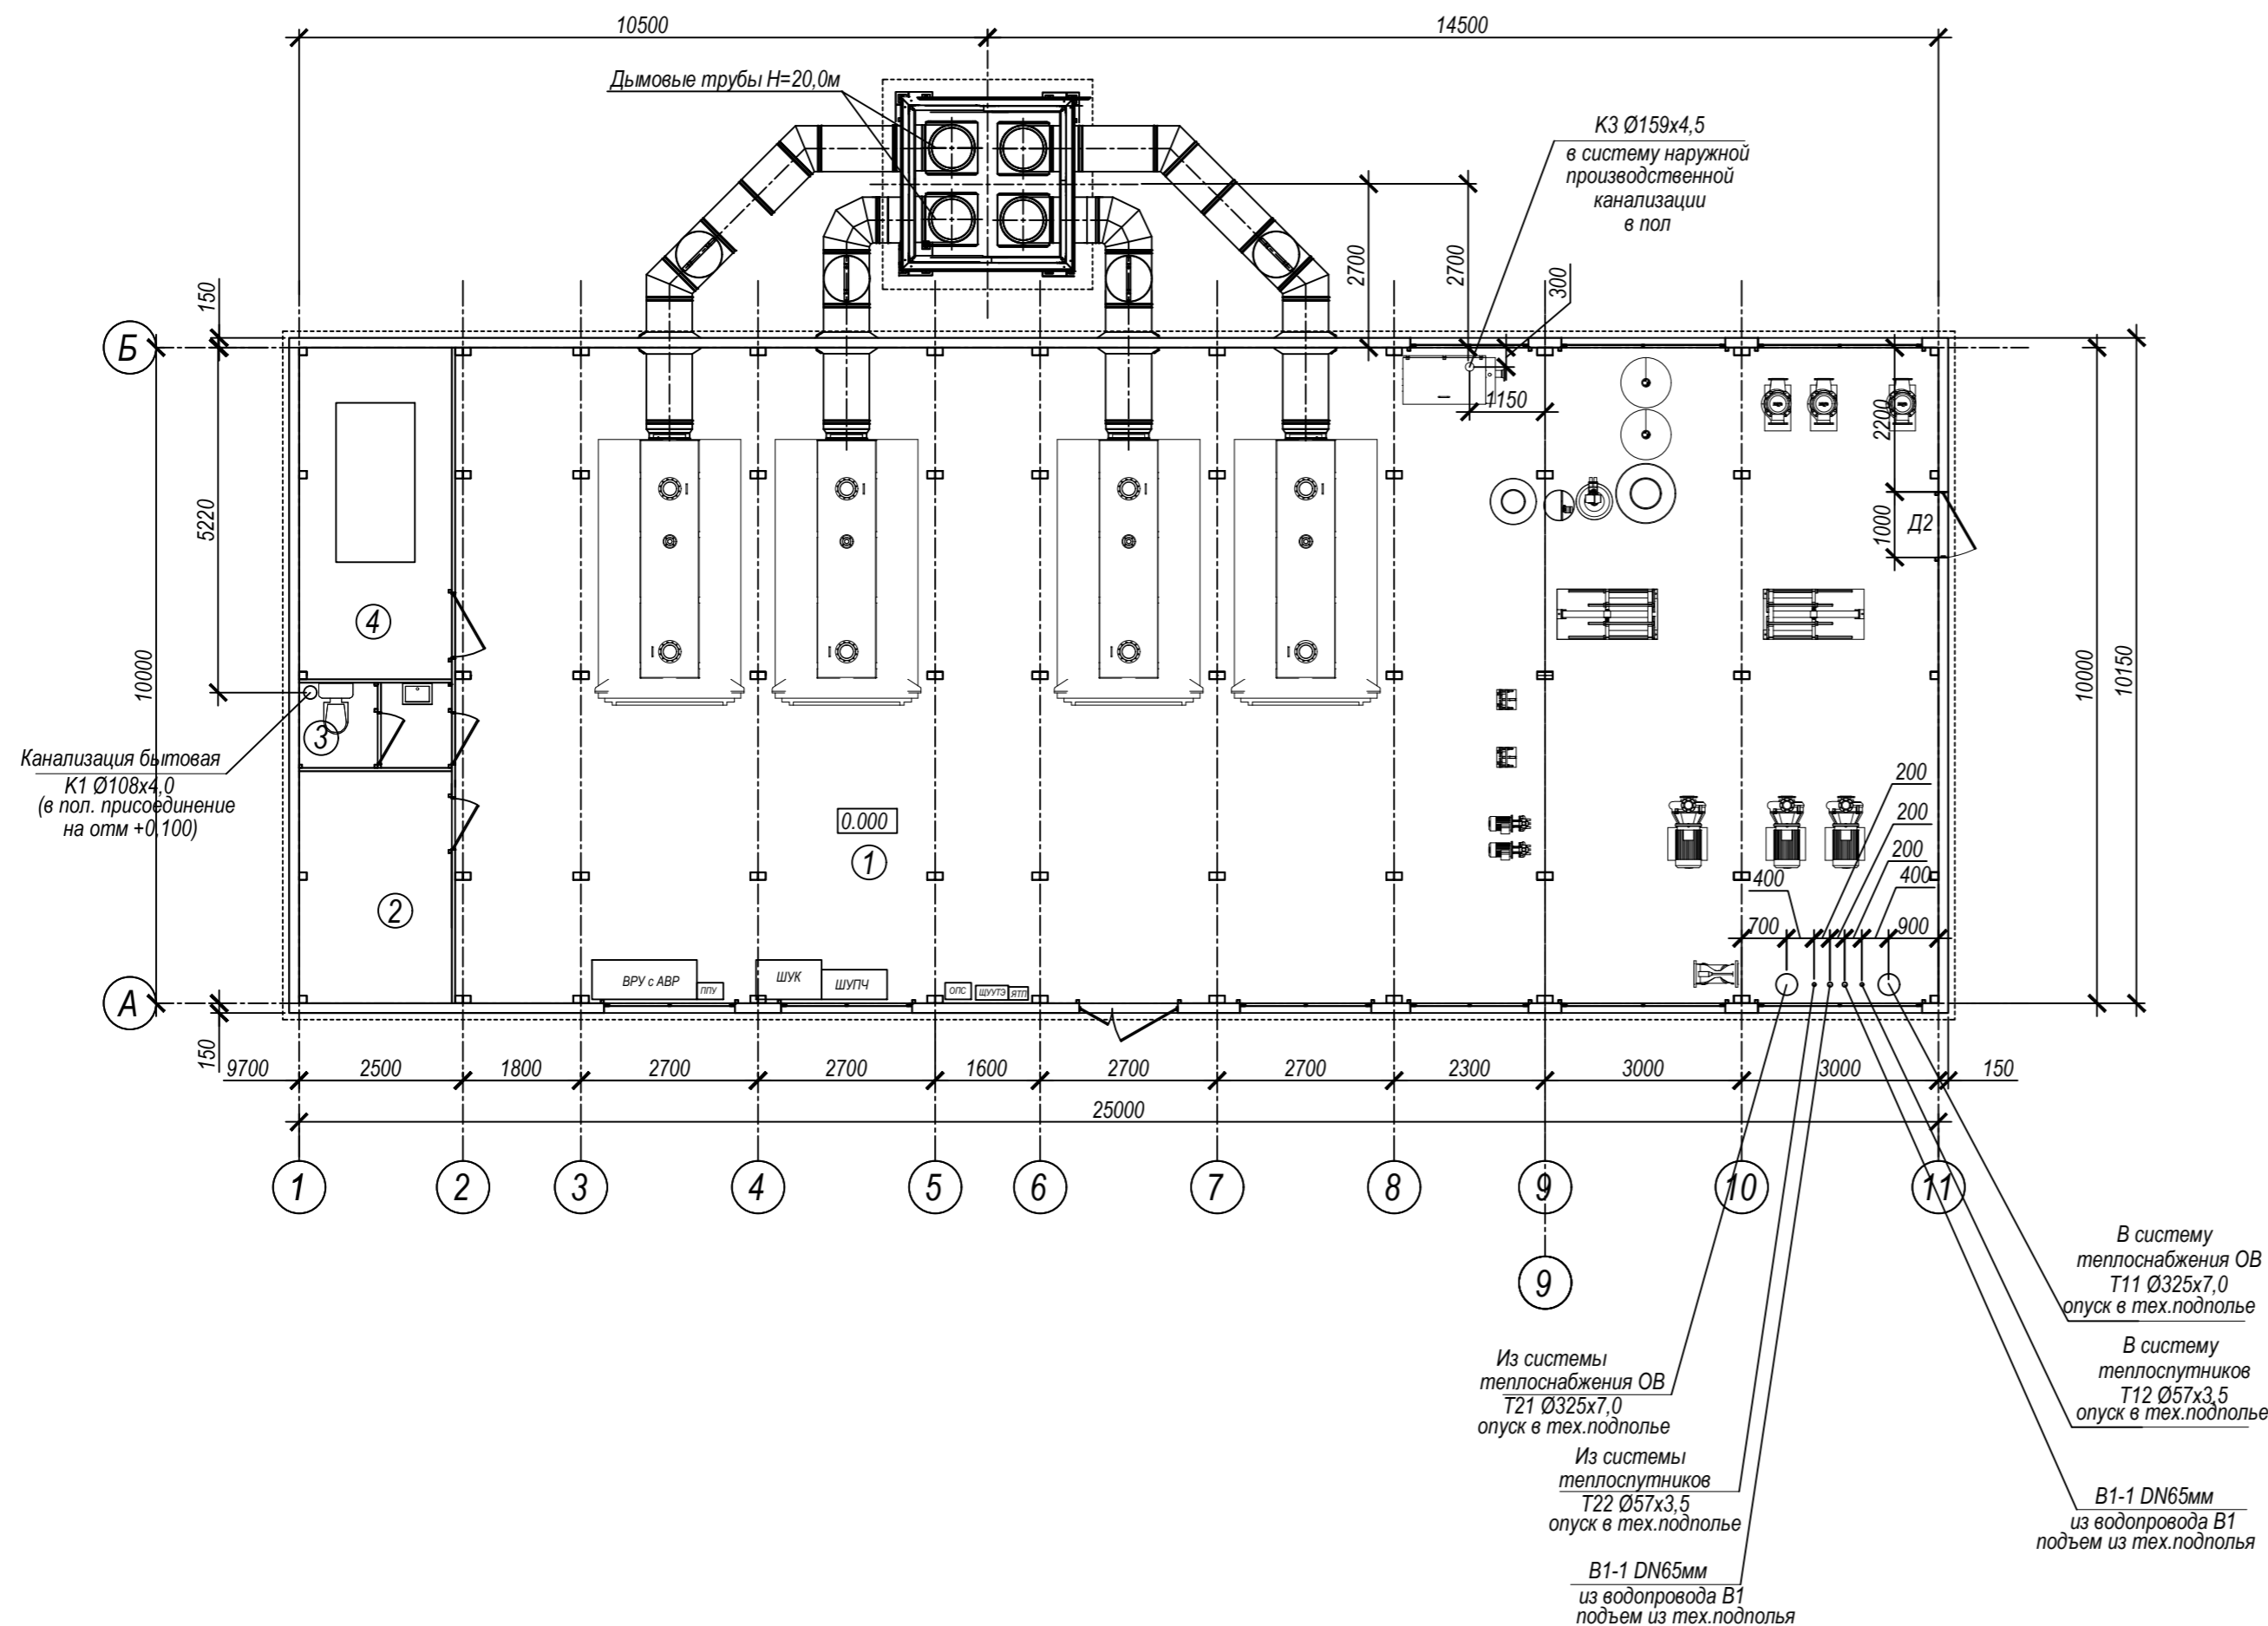 10500
14500
Дымовые трубы Н=20,0м
К3 Ø159х4,5
в систему наружной
производственной
канализации
в пол
2700
2700
300
150
Б
1150
2200
5220
1000
Д2
10000
10000
10150
4
3
Канализация бытовая
К1 Ø108х4,0
(в пол. присоединение
на отм +0,100)
0.000
1
2
200
200
200
400
400
700
900
ВРУ с АВР
ППУ
ШУК
ШУПЧ
ОПС
ЩУУТЭ
ЯТП
А
150
9700
2500
1800
2700
2700
1600
2700
2700
2300
3000
3000
150
25000
1
2
3
4
5
6
7
8
9
10
11
9
В систему
теплоснабжения ОВ
Т11 Ø325х7,0
опуск в тех.подполье
В систему
теплоспутников
Т12 Ø57х3,5
опуск в тех.подполье
Из системы
теплоснабжения ОВ
Т21 Ø325х7,0
опуск в тех.подполье
Из системы
теплоспутников
Т22 Ø57х3,5
опуск в тех.подполье
В1-1 DN65мм
из водопровода В1
подъем из тех.подполья
В1-1 DN65мм
из водопровода В1
подъем из тех.подполья